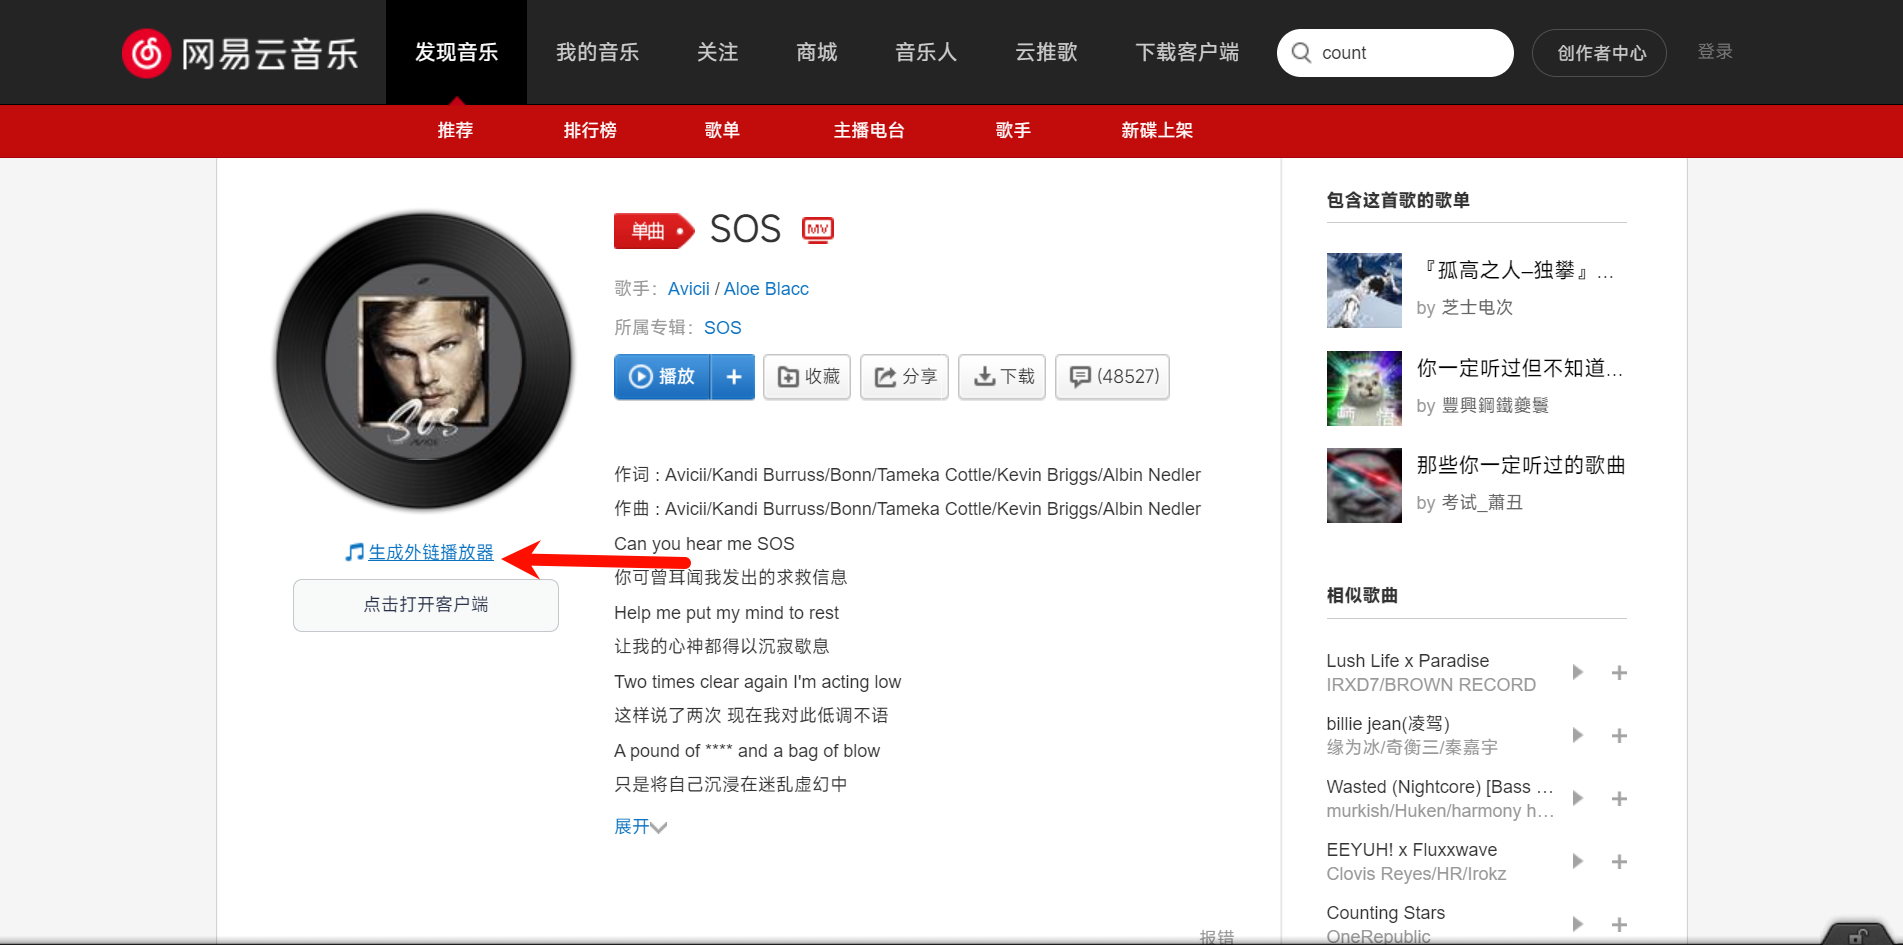 网易云音乐
发现音乐 我的音乐 关注 商城 音乐人 云推歌 下载客户端 count 创作者中心 登录
推荐 排行榜 歌单 主播电台 歌手 新碟上架
单曲 SOS MV
歌手： Avicii / Aloe Blacc
所属专辑： SOS
播放 + 收藏 分享 下载 (48527)
SOS
AVICII
生成外链播放器
点击打开客户端
作词 : Avicii/Kandi Burruss/Bonn/Tameka Cottle/Kevin Briggs/Albin Nedler
作曲 : Avicii/Kandi Burruss/Bonn/Tameka Cottle/Kevin Briggs/Albin Nedler
Can you hear me SOS
你可曾耳闻我发出的求救信息
Help me put my mind to rest
让我的心神都得以沉寂歇息
Two times clear again I'm acting low
这样说了两次 现在我对此低调不语
A pound of **** and a bag of blow
只是将自己沉浸在迷乱虚幻中
展开
报错
包含这首歌的歌单
『孤高之人–独攀』...
by 芝士电次
你一定听过但不知道...
by 豐興鋼鐵夔鬟
那些你一定听过的歌曲
by 考试_蕭丑
相似歌曲
Lush Life x Paradise
IRXD7/BROWN RECORD
billie jean(凌驾)
缘为冰/奇衡三/秦嘉宇
Wasted (Nightcore) [Bass ...
murkish/Huken/harmony h...
EEYUH! x Fluxxwave
Clovis Reyes/HR/Irokz
Counting Stars
OneRepublic